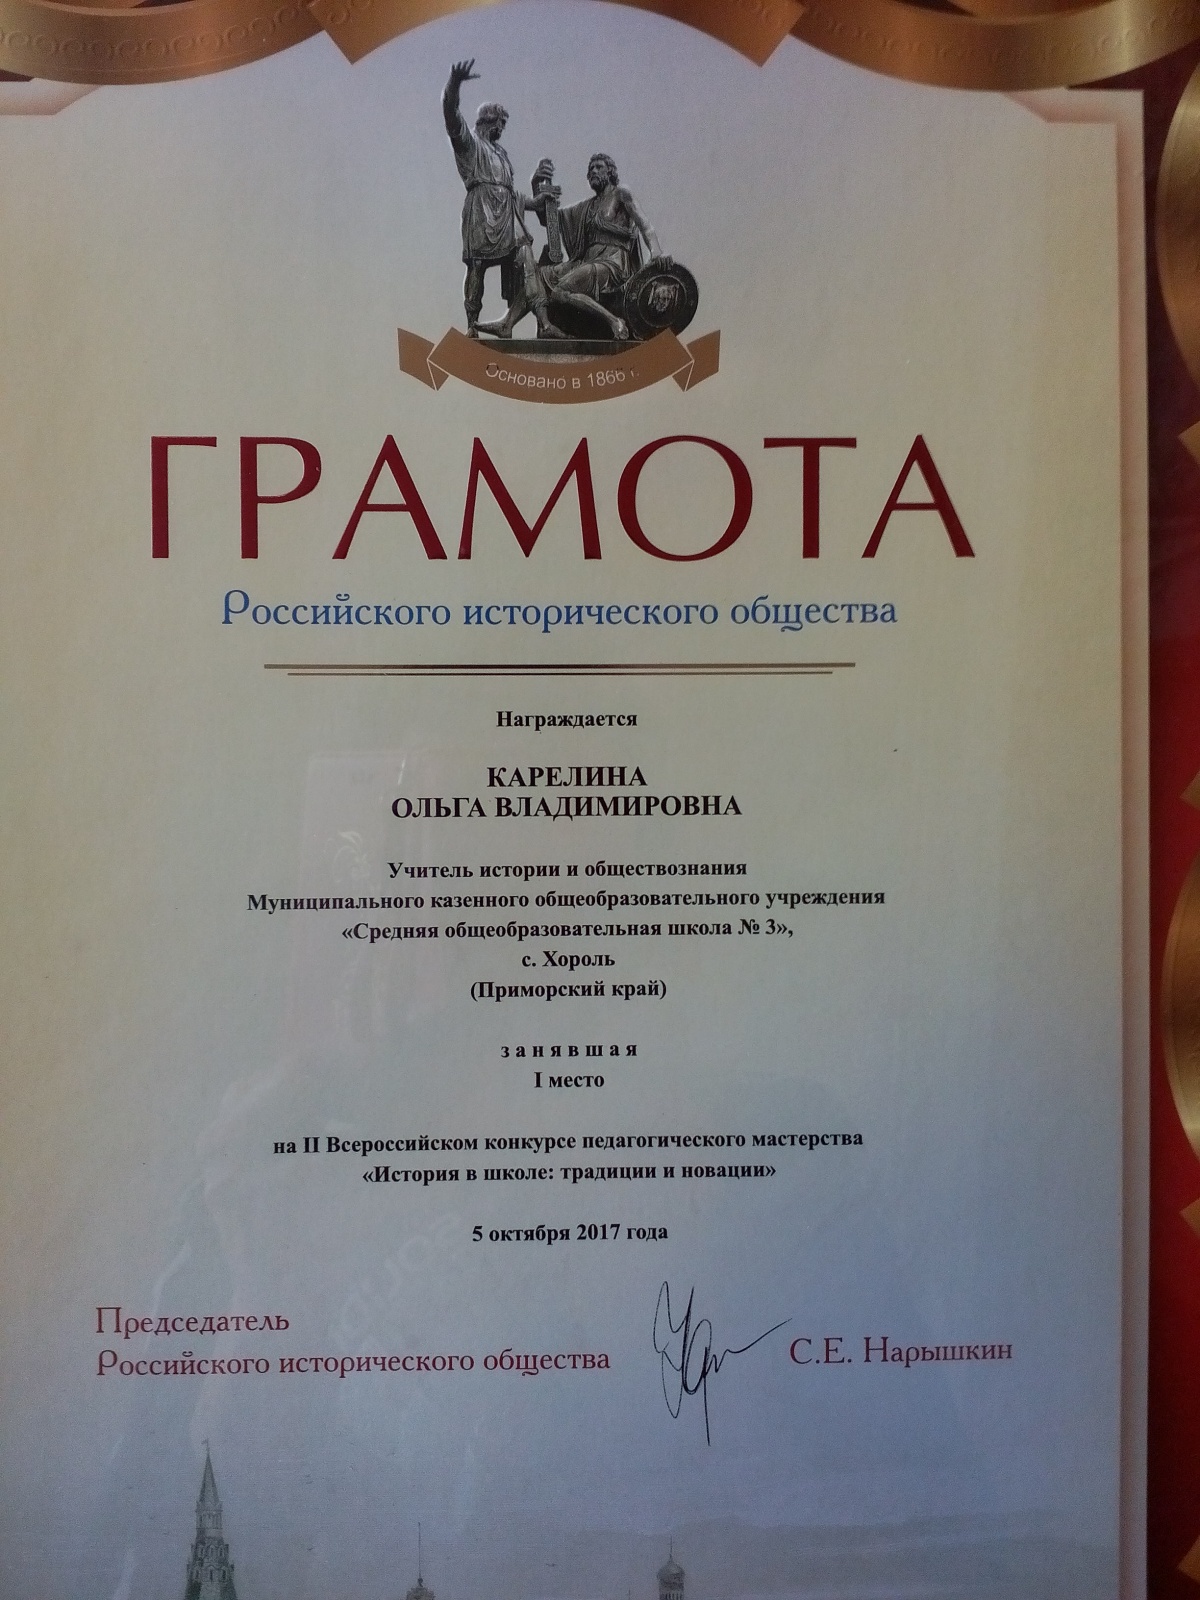 Основано в 1866 г.
ГРАМОТА
Российского исторического общества
Награждается
КАРЕЛИНА
ОЛЬГА ВЛАДИМИРОВНА
Учитель истории и обществознания
Муниципального казенного общеобразовательного учреждения
«Средняя общеобразовательная школа № 3»,
с. Хороль
(Приморский край)
занявшая
I место
на II Всероссийском конкурсе педагогического мастерства
«История в школе: традиции и новации»
5 октября 2017 года
Председатель
Российского исторического общества С.Е. Нарышкин